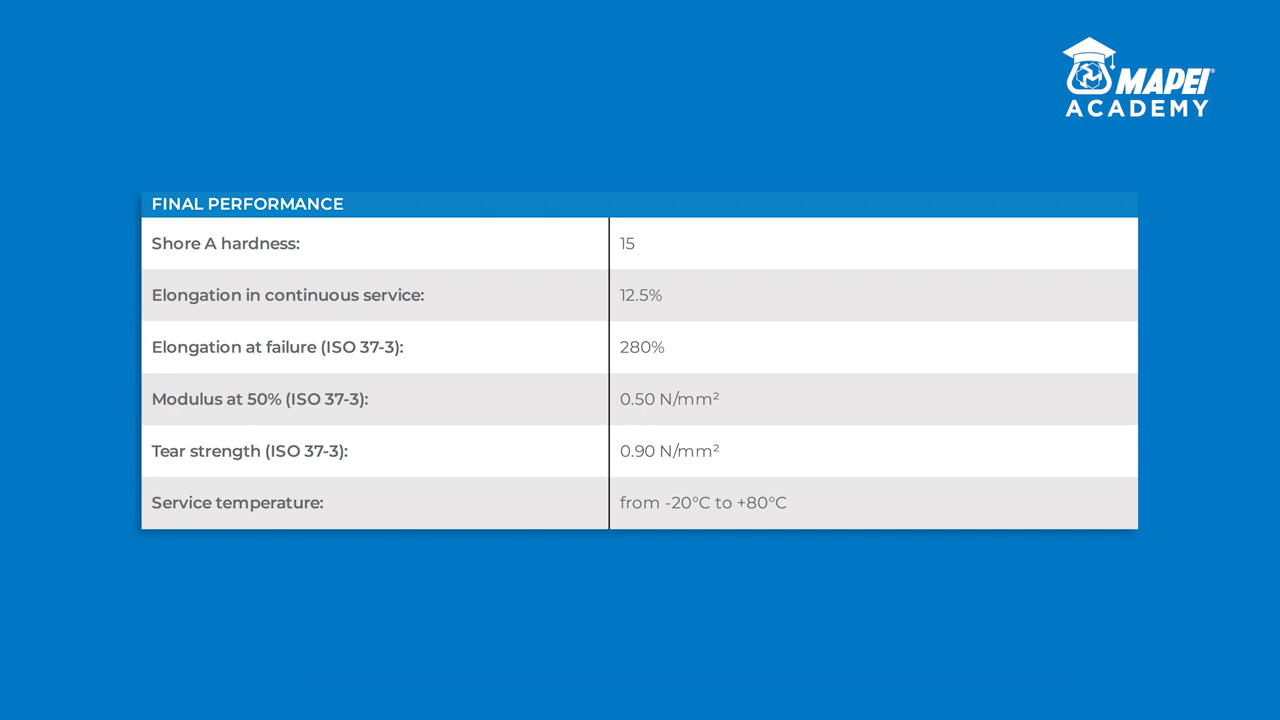 MAPEI®
ACADEMY
FINAL PERFORMANCE
Shore A hardness: 15
Elongation in continuous service: 12.5%
Elongation at failure (ISO 37-3): 280%
Modulus at 50% (ISO 37-3): 0.50 N/mm²
Tear strength (ISO 37-3): 0.90 N/mm²
Service temperature: from -20°C to +80°C